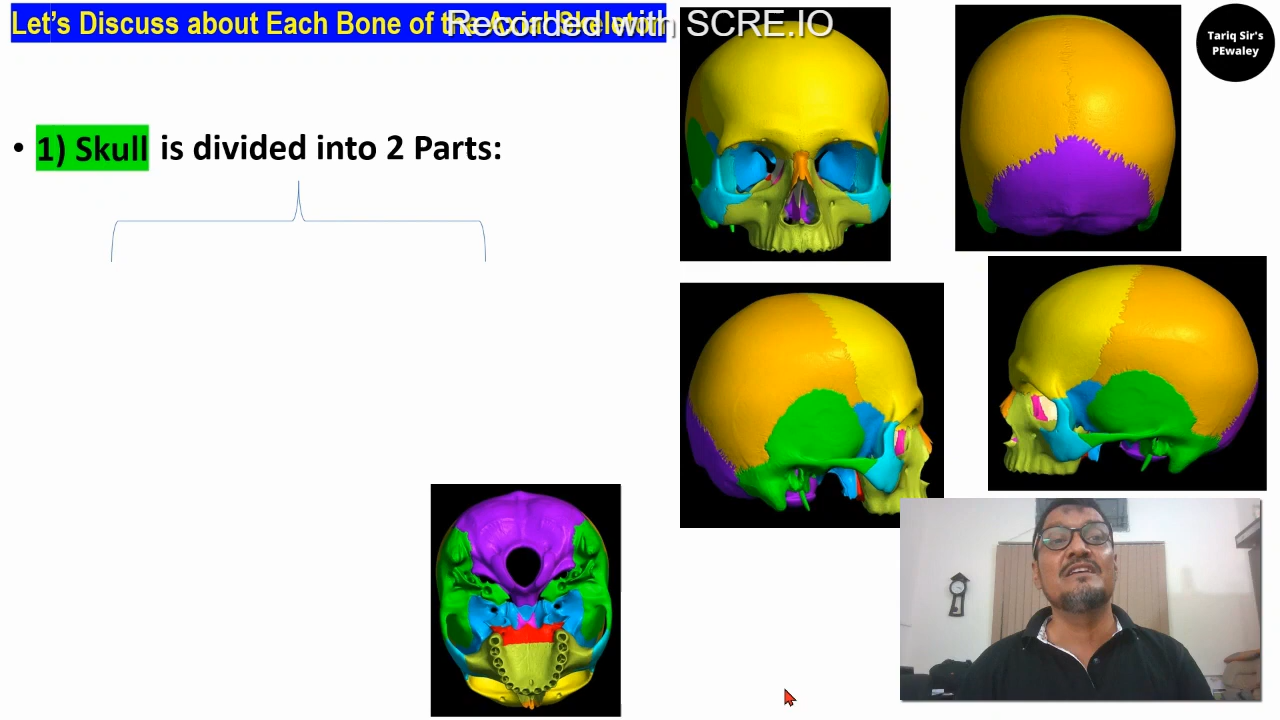 Let's Discuss about Each Bone of the Axial Skeleton
Recorded with SCRE.IO
Tariq Sir's
PEwaley
• 1) Skull is divided into 2 Parts: